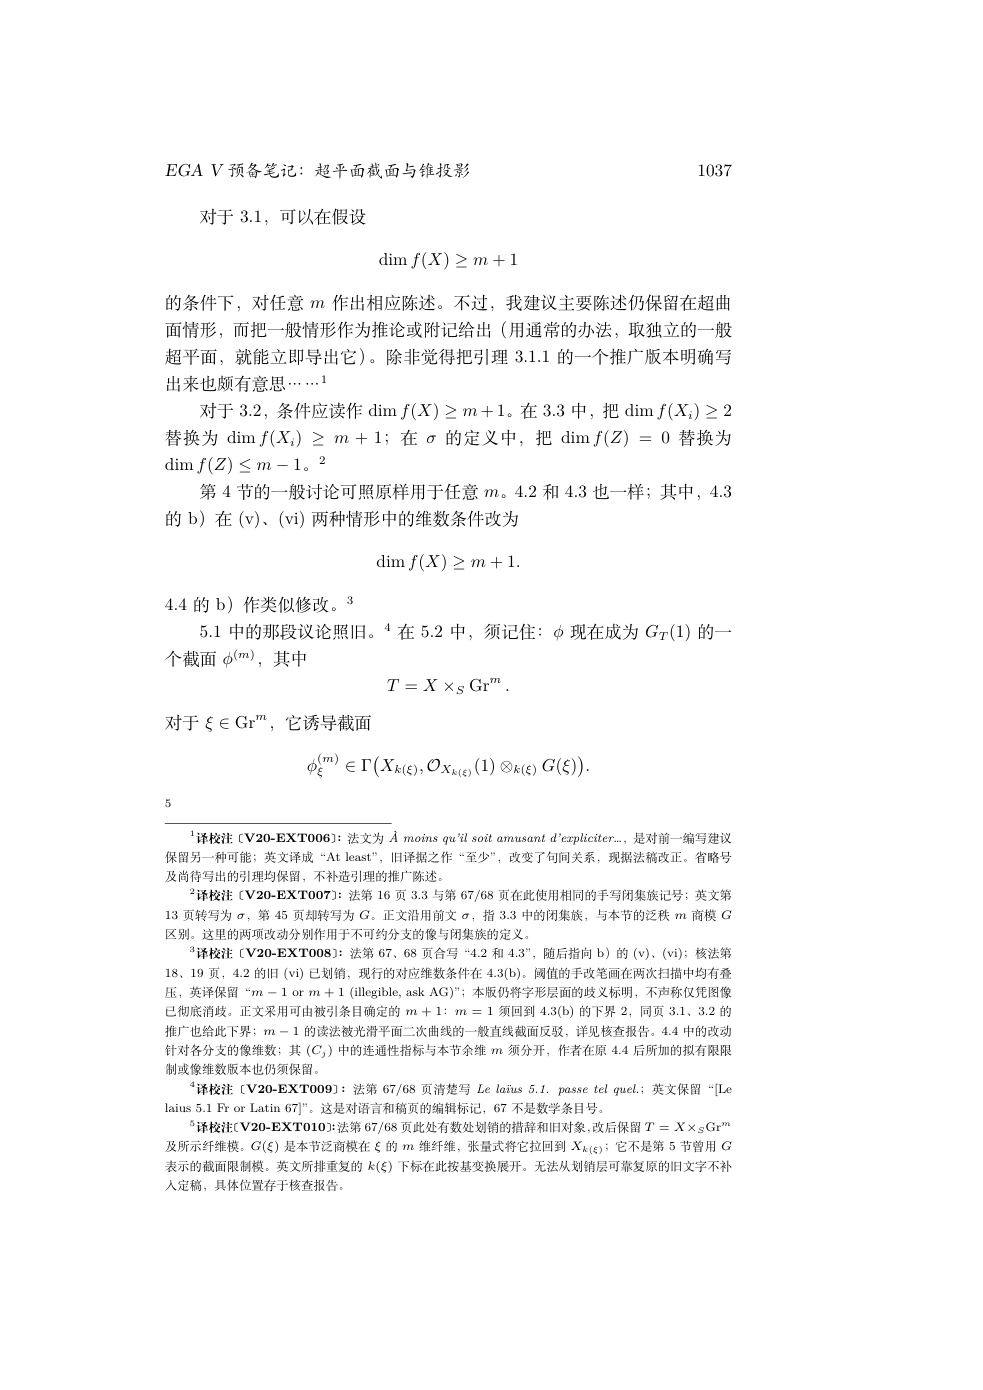 EGA V 预备笔记：超平面截面与锥投影 1037
对于 3.1，可以在假设
dim f(X) ≥ m + 1
的条件下，对任意 m 作出相应陈述。不过，我建议主要陈述仍保留在超曲
面情形，而把一般情形作为推论或附记给出（用通常的办法，取独立的一般
超平面，就能立即导出它）。除非觉得把引理 3.1.1 的一个推广版本明确写
出来也颇有意思⋯⋯¹
对于 3.2，条件应读作 dim f(X) ≥ m+1。在 3.3 中，把 dim f(Xᵢ) ≥ 2
替换为 dim f(Xᵢ) ≥ m + 1；在 σ 的定义中，把 dim f(Z) = 0 替换为
dim f(Z) ≤ m − 1。²
第 4 节的一般讨论可照原样用于任意 m。4.2 和 4.3 也一样；其中，4.3
的 b）在 (v)、(vi) 两种情形中的维数条件改为
dim f(X) ≥ m + 1.
4.4 的 b）作类似修改。³
5.1 中的那段议论照旧。⁴ 在 5.2 中，须记住：ϕ 现在成为 G_T(1) 的一
个截面 ϕ^(m)，其中
T = X ×_S Gr^m .
对于 ξ ∈ Gr^m，它诱导截面
ϕ_ξ^(m) ∈ Γ(X_{k(ξ)}, 𝒪_{X_{k(ξ)}}(1) ⊗_{k(ξ)} G(ξ)).
5
¹译校注〔V20-EXT006〕：法文为 À moins qu'il soit amusant d'expliciter…，是对前一编写建议
保留另一种可能；英文译成 “At least”，旧译据之作 “至少”，改变了句间关系，现据法稿改正。省略号
及尚待写出的引理均保留，不补造引理的推广陈述。
²译校注〔V20-EXT007〕：法第 16 页 3.3 与第 67/68 页在此使用相同的手写闭集族记号；英文第
13 页转写为 σ，第 45 页却转写为 G。正文沿用前文 σ，指 3.3 中的闭集族，与本节的泛秩 m 商模 G
区别。这里的两项改动分别作用于不可约分支的像与闭集族的定义。
³译校注〔V20-EXT008〕：法第 67、68 页合写 “4.2 和 4.3”，随后指向 b）的 (v)、(vi)；核法第
18、19 页，4.2 的旧 (vi) 已划销，现行的对应维数条件在 4.3(b)。阈值的手改笔画在两次扫描中均有叠
压，英译保留 “m − 1 or m + 1 (illegible, ask AG)”；本版仍将字形层面的歧义标明，不声称仅凭图像
已彻底消歧。正文采用可由被引条目确定的 m + 1：m = 1 须回到 4.3(b) 的下界 2，同页 3.1、3.2 的
推广也给此下界；m − 1 的读法被光滑平面二次曲线的一般直线截面反驳，详见核查报告。4.4 中的改动
针对各分支的像维数；其 (C_j) 中的连通性指标与本节余维 m 须分开，作者在原 4.4 后所加的拟有限限
制或像维数版本也仍须保留。
⁴译校注〔V20-EXT009〕：法第 67/68 页清楚写 Le laïus 5.1. passe tel quel.；英文保留 “[Le
laius 5.1 Fr or Latin 67]”。这是对语言和稿页的编辑标记，67 不是数学条目号。
⁵译校注〔V20-EXT010〕：法第 67/68 页此处有数处划销的措辞和旧对象，改后保留 T = X×_S Gr^m
及所示纤维模。G(ξ) 是本节泛商模在 ξ 的 m 维纤维，张量式将它拉回到 X_{k(ξ)}；它不是第 5 节曾用 G
表示的截面限制模。英文所排重复的 k(ξ) 下标在此按基变换展开。无法从划销层可靠复原的旧文字不补
入定稿，具体位置存于核查报告。